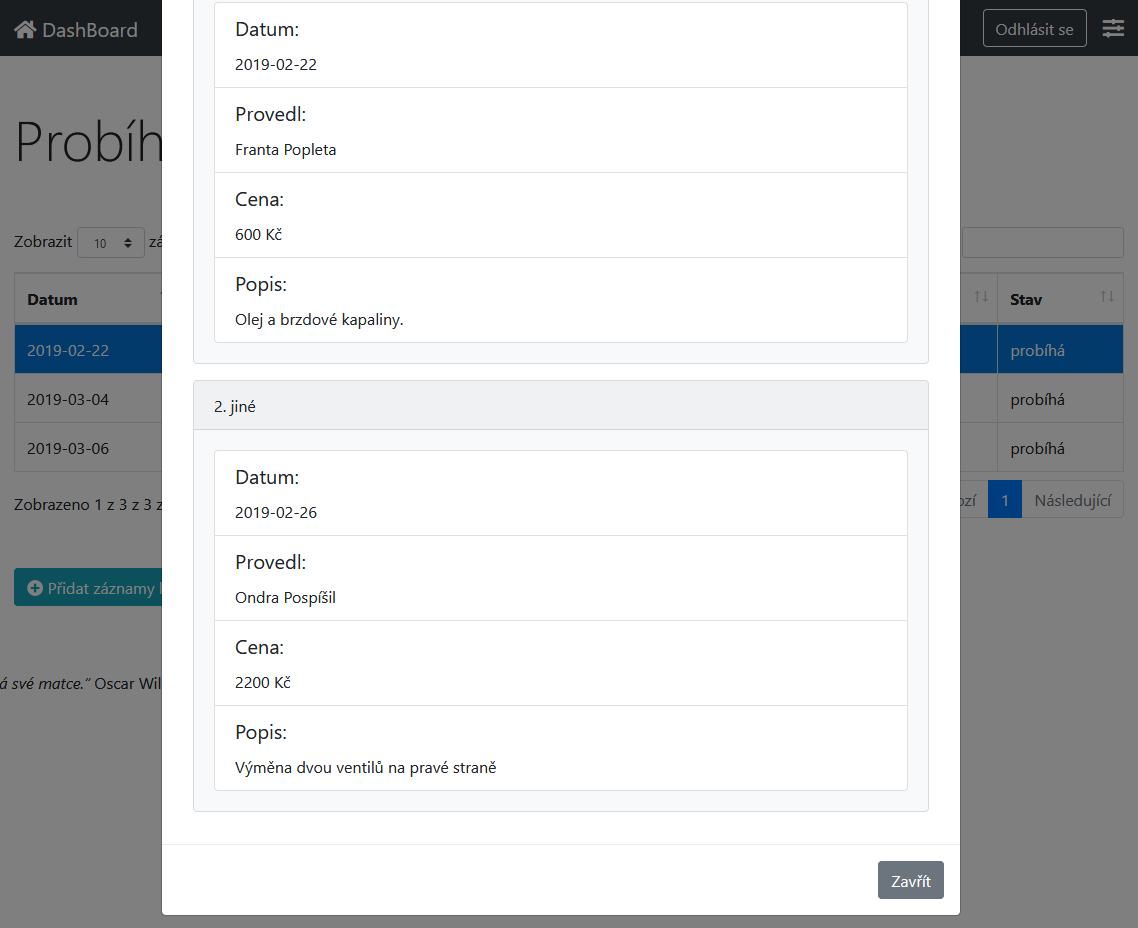 DashBoard
Odhlásit se
Datum:
2019-02-22
Provedl:
Franta Popleta
Cena:
600 Kč
Popis:
Olej a brzdové kapaliny.
2. jiné
Datum:
2019-02-26
Provedl:
Ondra Pospíšil
Cena:
2200 Kč
Popis:
Výměna dvou ventilů na pravé straně
Zavřít
Zobrazit 10
Datum
Stav
2019-02-22
probíhá
2019-03-04
probíhá
2019-03-06
probíhá
Zobrazeno 1 z 3 z 3
1 Následující
Přidat záznamy
své matce.“ Oscar